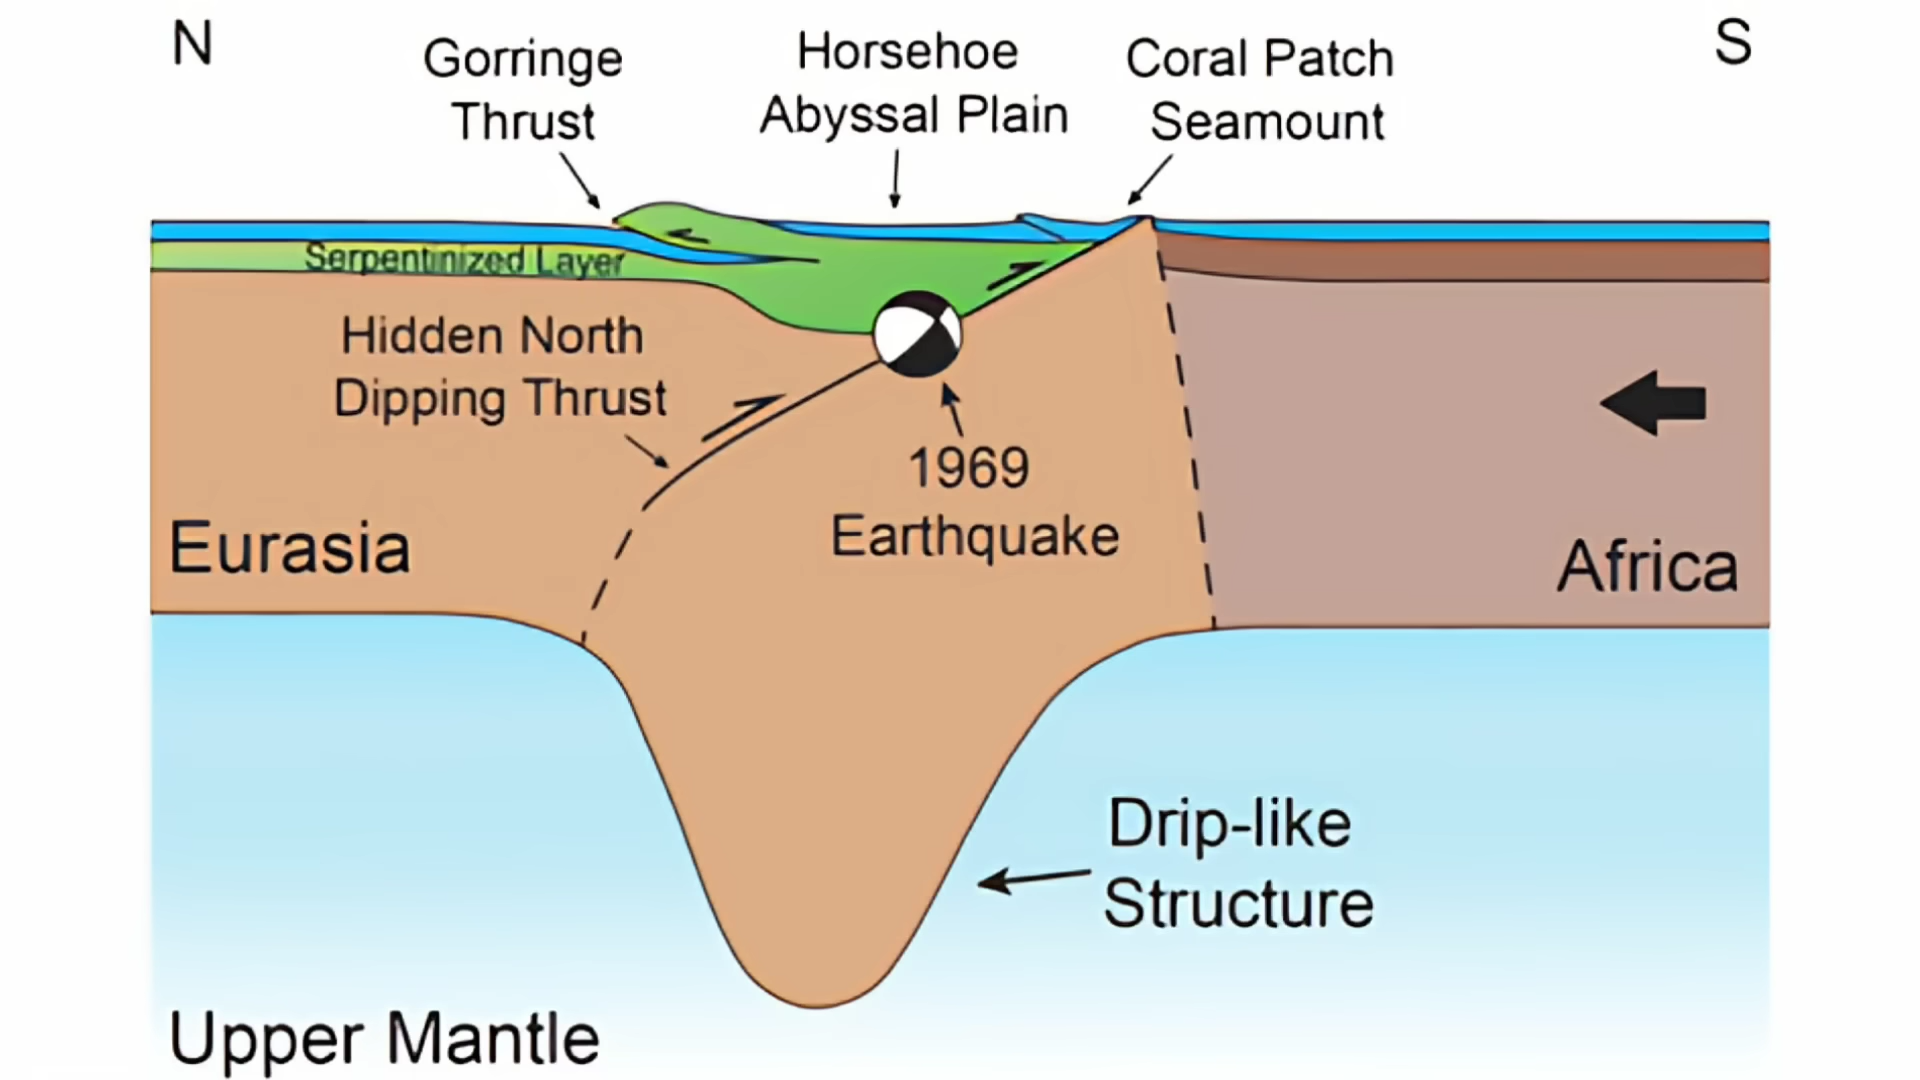 N
S
Gorringe
Thrust
Horsehoe
Abyssal Plain
Coral Patch
Seamount
Serpentinized Layer
Hidden North
Dipping Thrust
1969
Earthquake
Eurasia
Africa
Drip-like
Structure
Upper Mantle